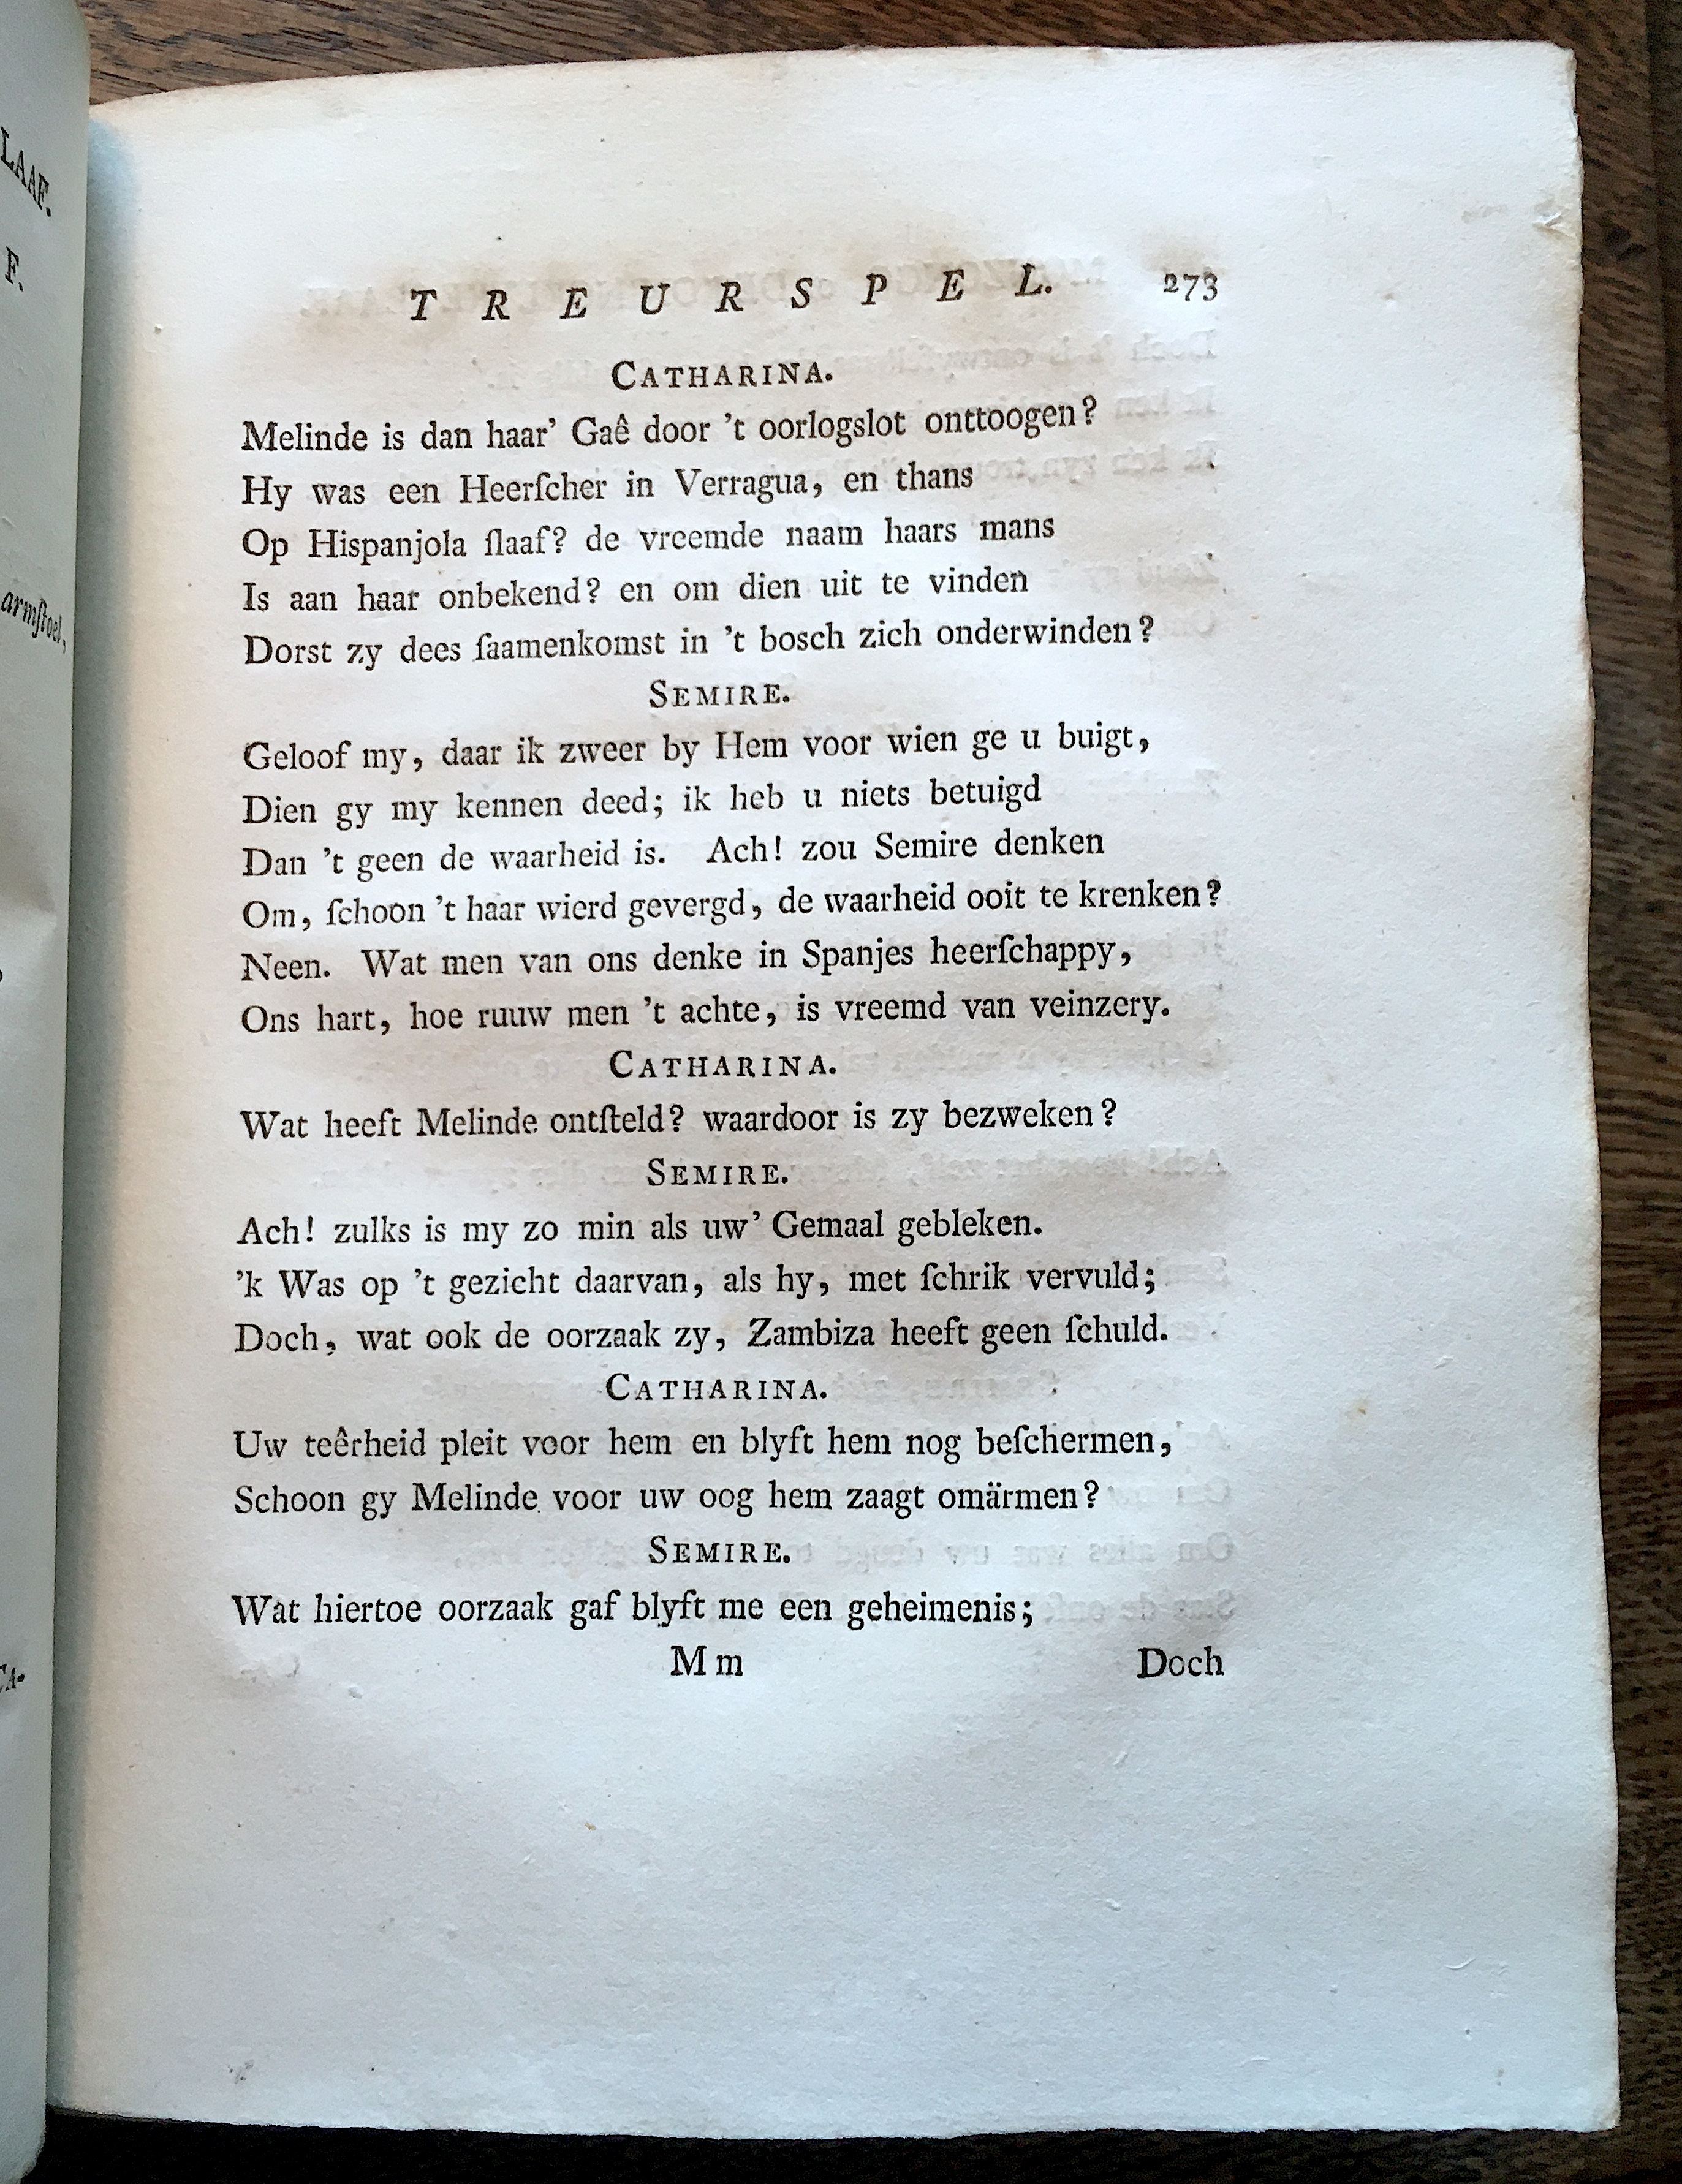 LAAF.
F.
armſtoel,
CA-
T R E U R S P E L. 273
CATHARINA.
Melinde is dan haar' Gaê door 't oorlogslot onttoogen?
Hy was een Heerſcher in Verragua, en thans
Op Hispanjola ſlaaf? de vreemde naam haars mans
Is aan haar onbekend? en om dien uit te vinden
Dorst zy dees ſaamenkomst in 't bosch zich onderwinden?
SEMIRE.
Geloof my, daar ik zweer by Hem voor wien ge u buigt,
Dien gy my kennen deed; ik heb u niets betuigd
Dan 't geen de waarheid is. Ach! zou Semire denken
Om, ſchoon 't haar wierd gevergd, de waarheid ooit te krenken?
Neen. Wat men van ons denke in Spanjes heerſchappy,
Ons hart, hoe ruuw men 't achte, is vreemd van veinzery.
CATHARINA.
Wat heeft Melinde ontſteld? waardoor is zy bezweken?
SEMIRE.
Ach! zulks is my zo min als uw' Gemaal gebleken.
'k Was op 't gezicht daarvan, als hy, met ſchrik vervuld;
Doch, wat ook de oorzaak zy, Zambiza heeft geen ſchuld.
CATHARINA.
Uw teêrheid pleit voor hem en blyft hem nog beſchermen,
Schoon gy Melinde voor uw oog hem zaagt omärmen?
SEMIRE.
Wat hiertoe oorzaak gaf blyft me een geheimenis;
M m Doch